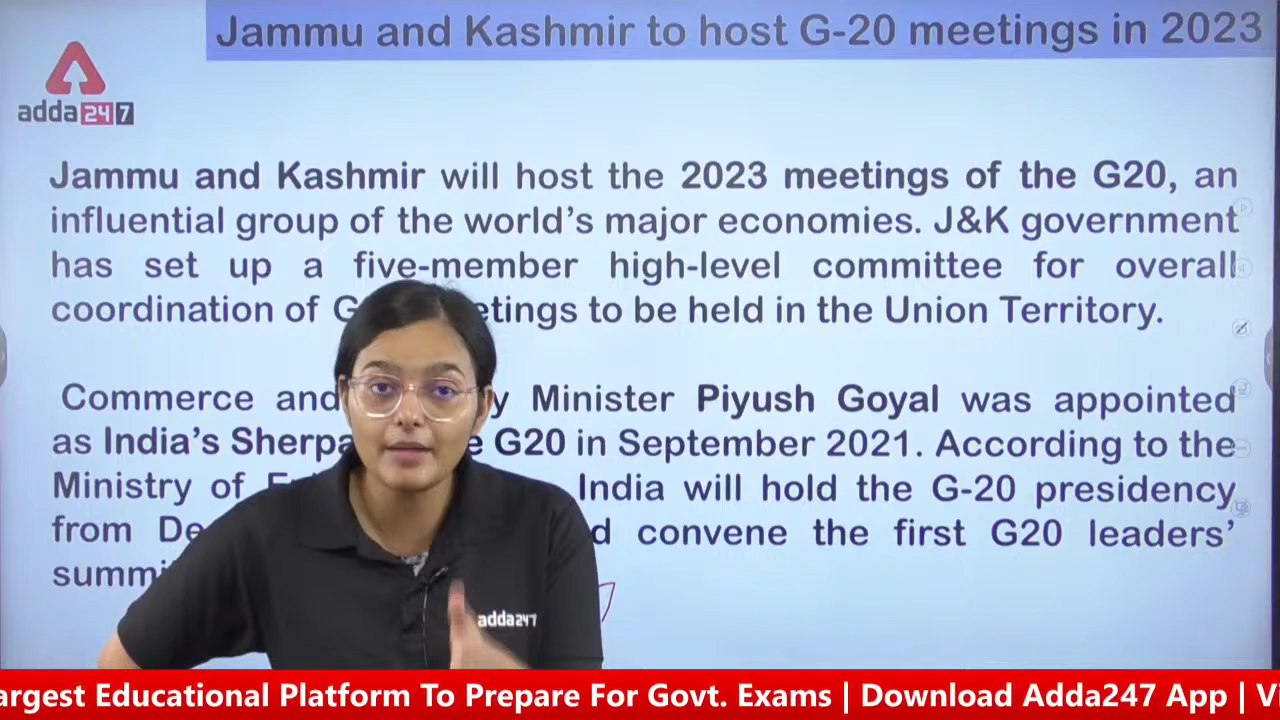 Jammu and Kashmir to host G-20 meetings in 2023
adda247
Jammu and Kashmir will host the 2023 meetings of the G20, an
influential group of the world's major economies. J&K government
has set up a five-member high-level committee for overall
coordination of etings to be held in the Union Territory.
Commerce and y Minister Piyush Goyal was appointed
as India's Sherpa e G20 in September 2021. According to the
Ministry of India will hold the G-20 presidency
from De d convene the first G20 leaders'
summi
adda247
argest Educational Platform To Prepare For Govt. Exams | Download Adda247 App | Vi